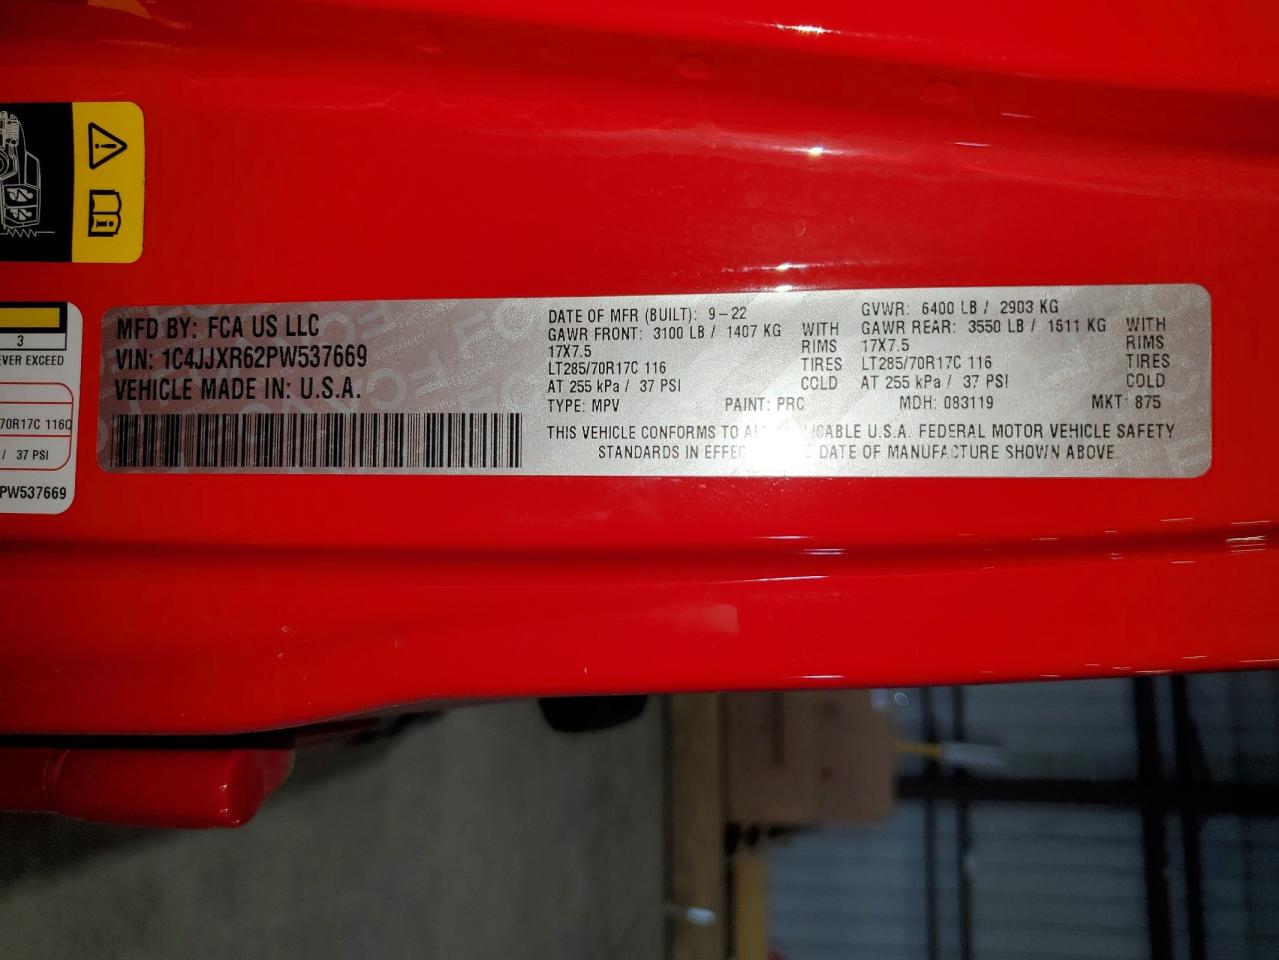 3
EVER EXCEED
70R17C 116Q
/ 37 PSI
PW537669
MFD BY: FCA US LLC
VIN: 1C4JJXR62PW537669
VEHICLE MADE IN: U.S.A.
DATE OF MFR (BUILT): 9-22
GAWR FRONT: 3100 LB / 1407 KG WITH
17X7.5 RIMS
LT285/70R17C 116 TIRES
AT 255 kPa / 37 PSI COLD
GVWR: 6400 LB / 2903 KG
GAWR REAR: 3550 LB / 1611 KG WITH
17X7.5 RIMS
LT285/70R17C 116 TIRES
AT 255 kPa / 37 PSI COLD
TYPE: MPV PAINT: PRC MDH: 083119 MKT: 875
THIS VEHICLE CONFORMS TO U.S.A. FEDERAL MOTOR VEHICLE SAFETY
STANDARDS IN DATE OF MANUFACTURE SHOWN ABOVE